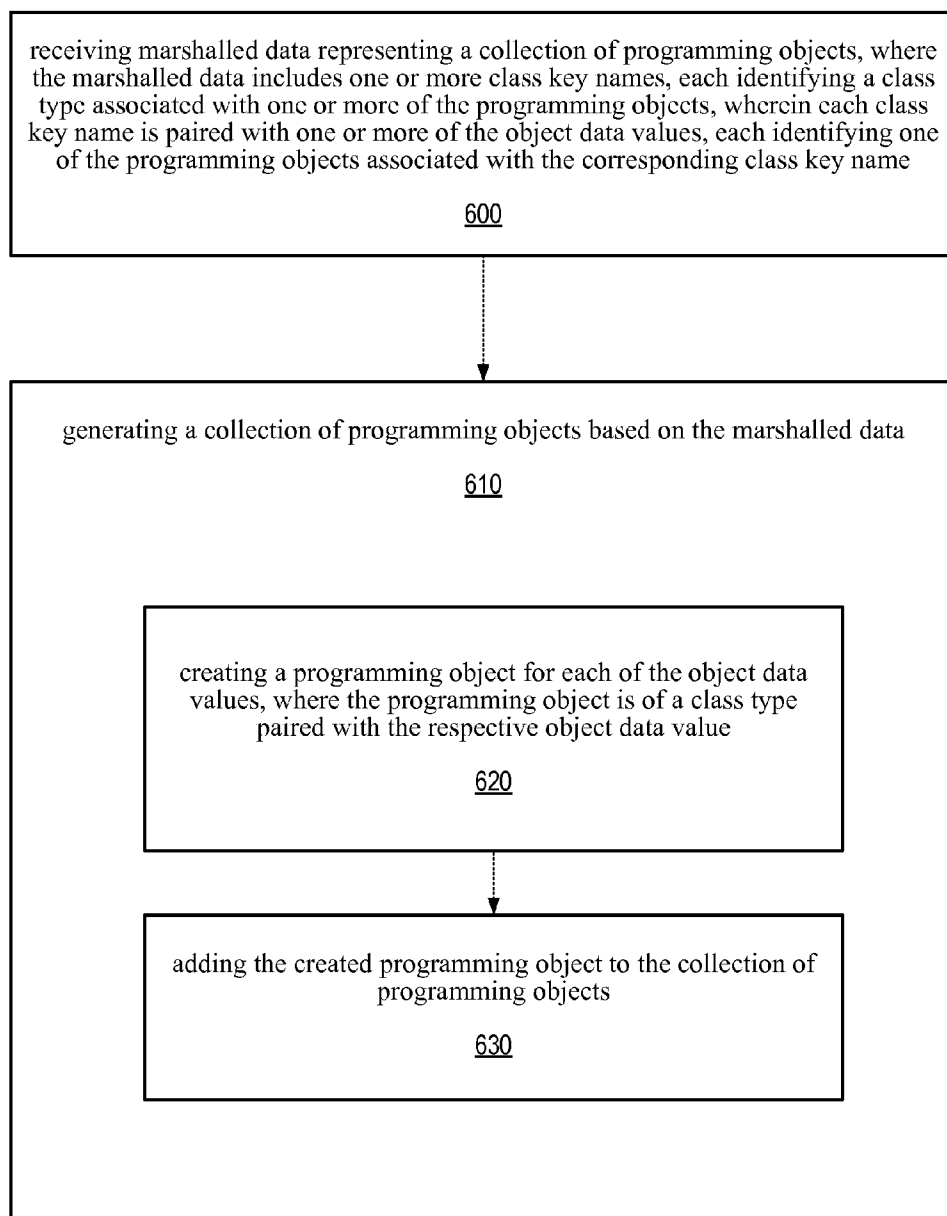 receiving marshalled data representing a collection of programming objects, where
the marshalled data includes one or more class key names, each identifying a class
type associated with one or more of the programming objects, wherein each class
key name is paired with one or more of the object data values, each identifying one
of the programming objects associated with the corresponding class key name
600
generating a collection of programming objects based on the marshalled data
610
creating a programming object for each of the object data
values, where the programming object is of a class type
paired with the respective object data value
620
adding the created programming object to the collection of
programming objects
630